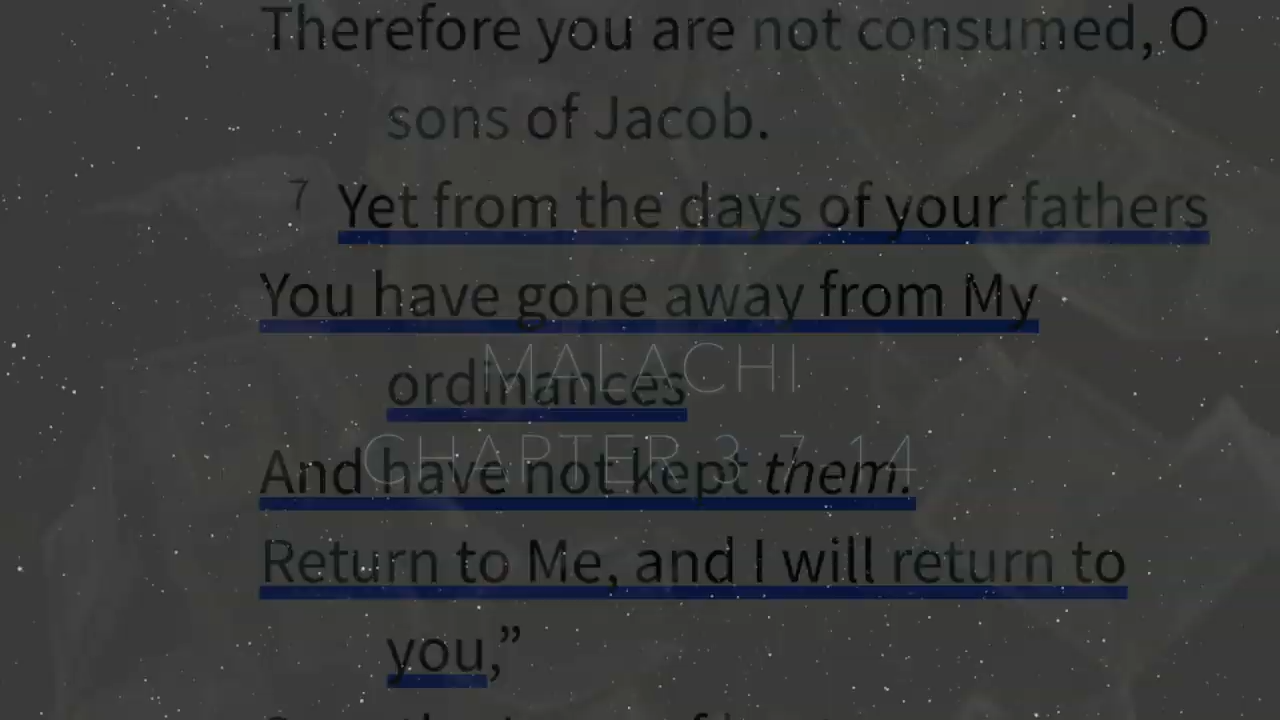 Therefore you are not consumed, O
sons of Jacob.
7 Yet from the days of your fathers
You have gone away from My
MALACHI
ordinances
CHAPTER 3 7-14
And have not kept them.
Return to Me, and I will return to
you,”